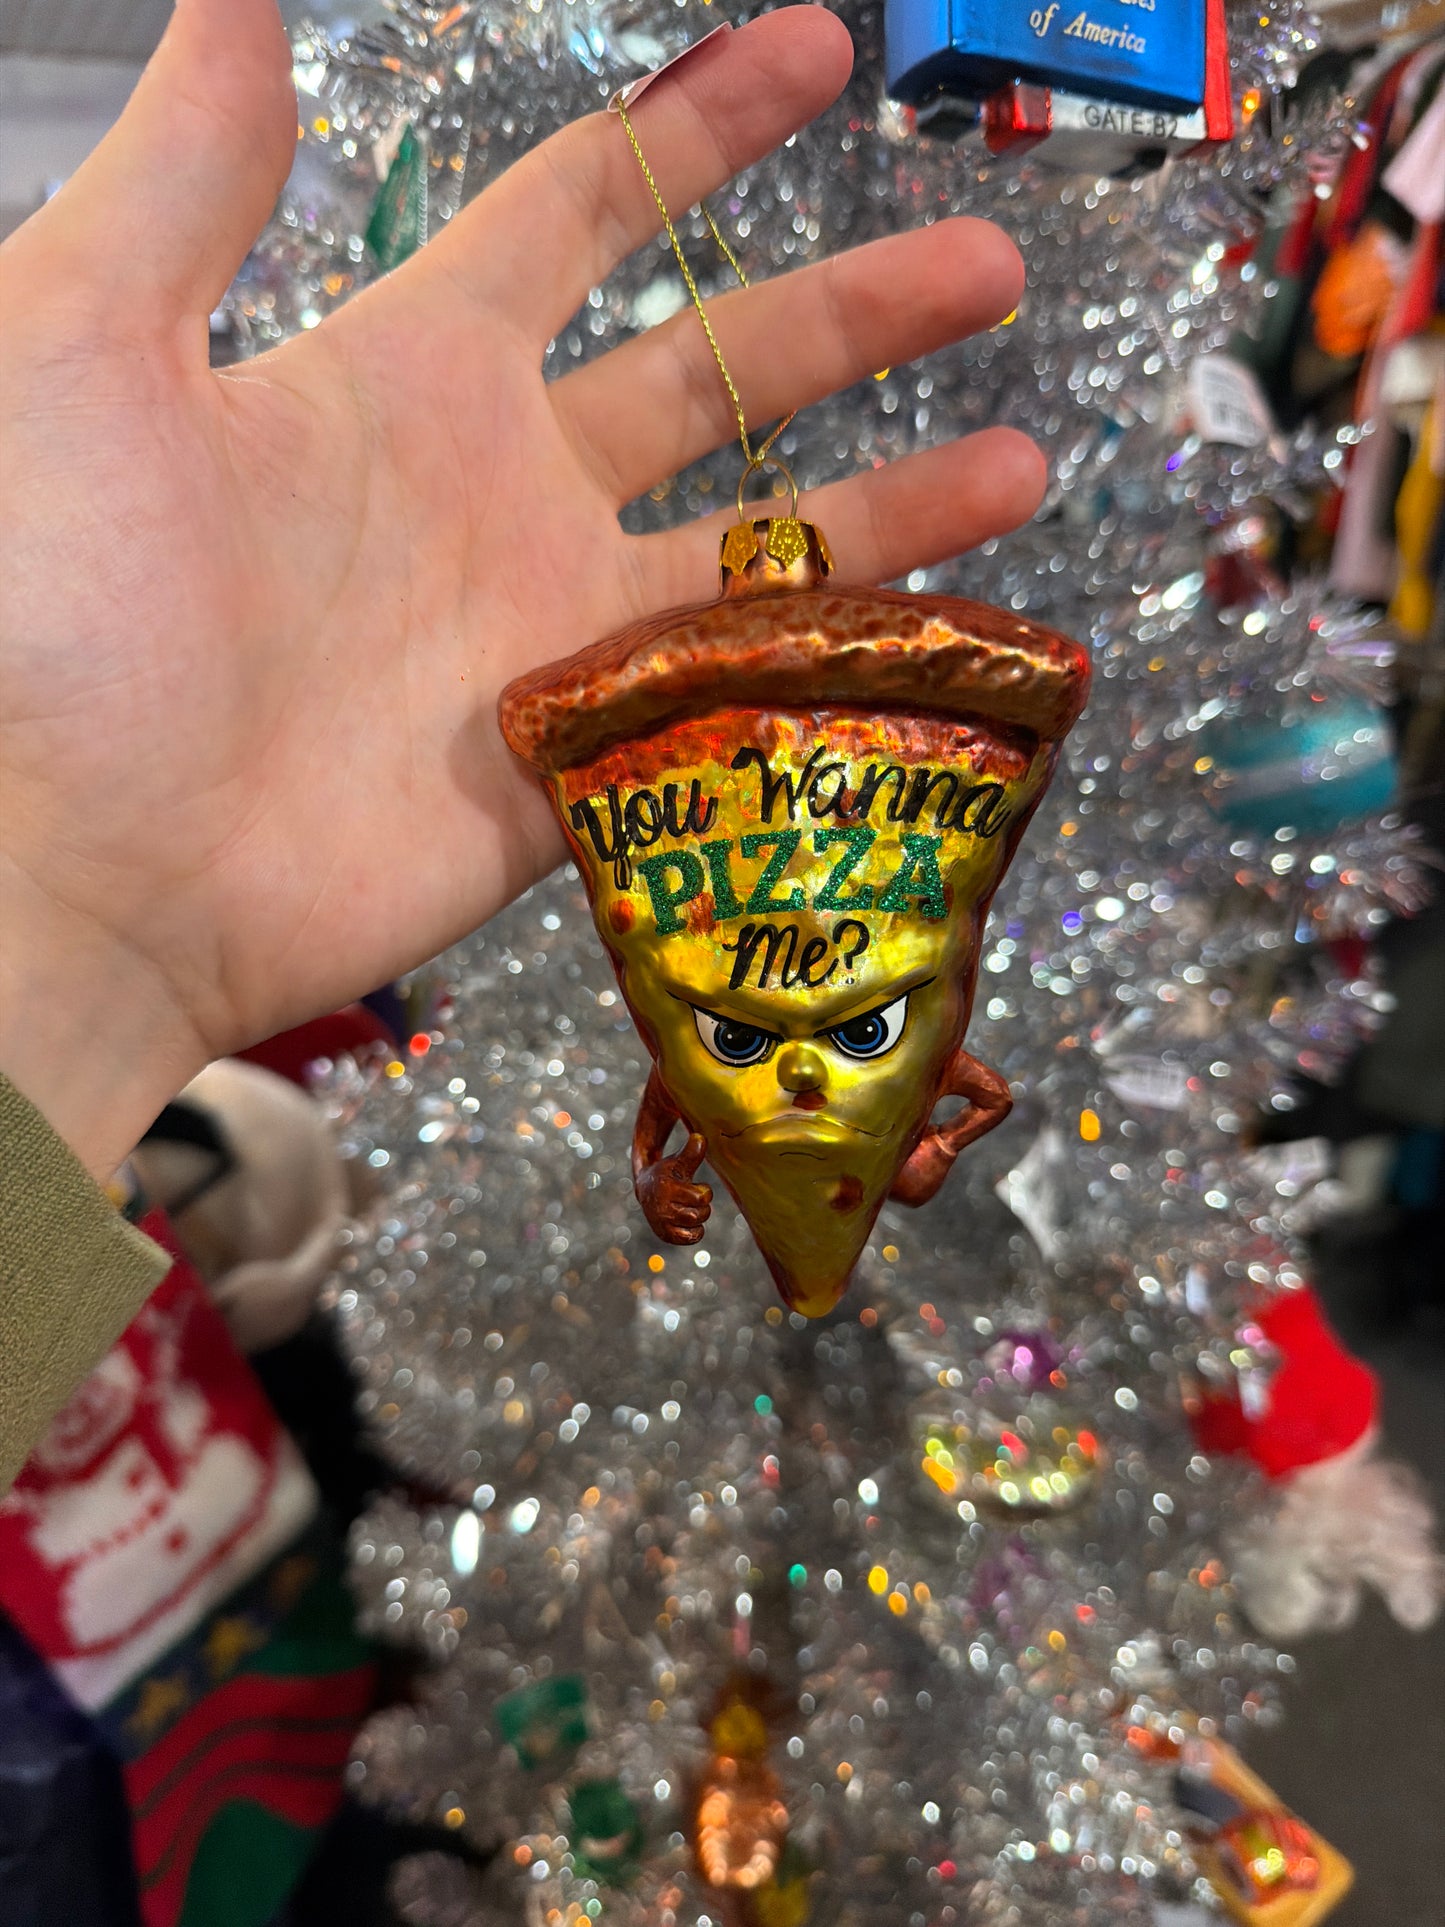 of America
GATE:B2
You Wanna
PIZZA
Me?